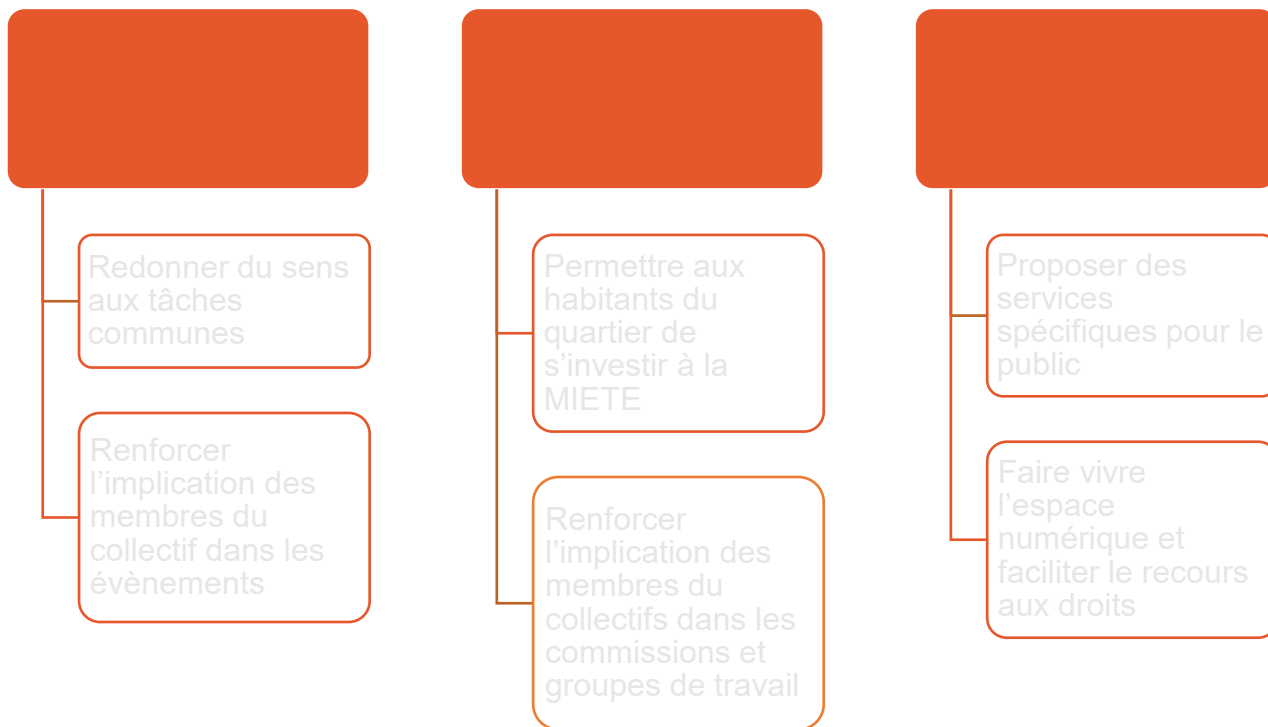 Redonner du sens
aux tâches
communes
Renforcer
l’implication des
membres du
collectif dans les
évènements
Permettre aux
habitants du
quartier de
s’investir à la
MIETE
Renforcer
l’implication des
membres du
collectifs dans les
commissions et
groupes de travail
Proposer des
services
spécifiques pour le
public
Faire vivre
l’espace
numérique et
faciliter le recours
aux droits